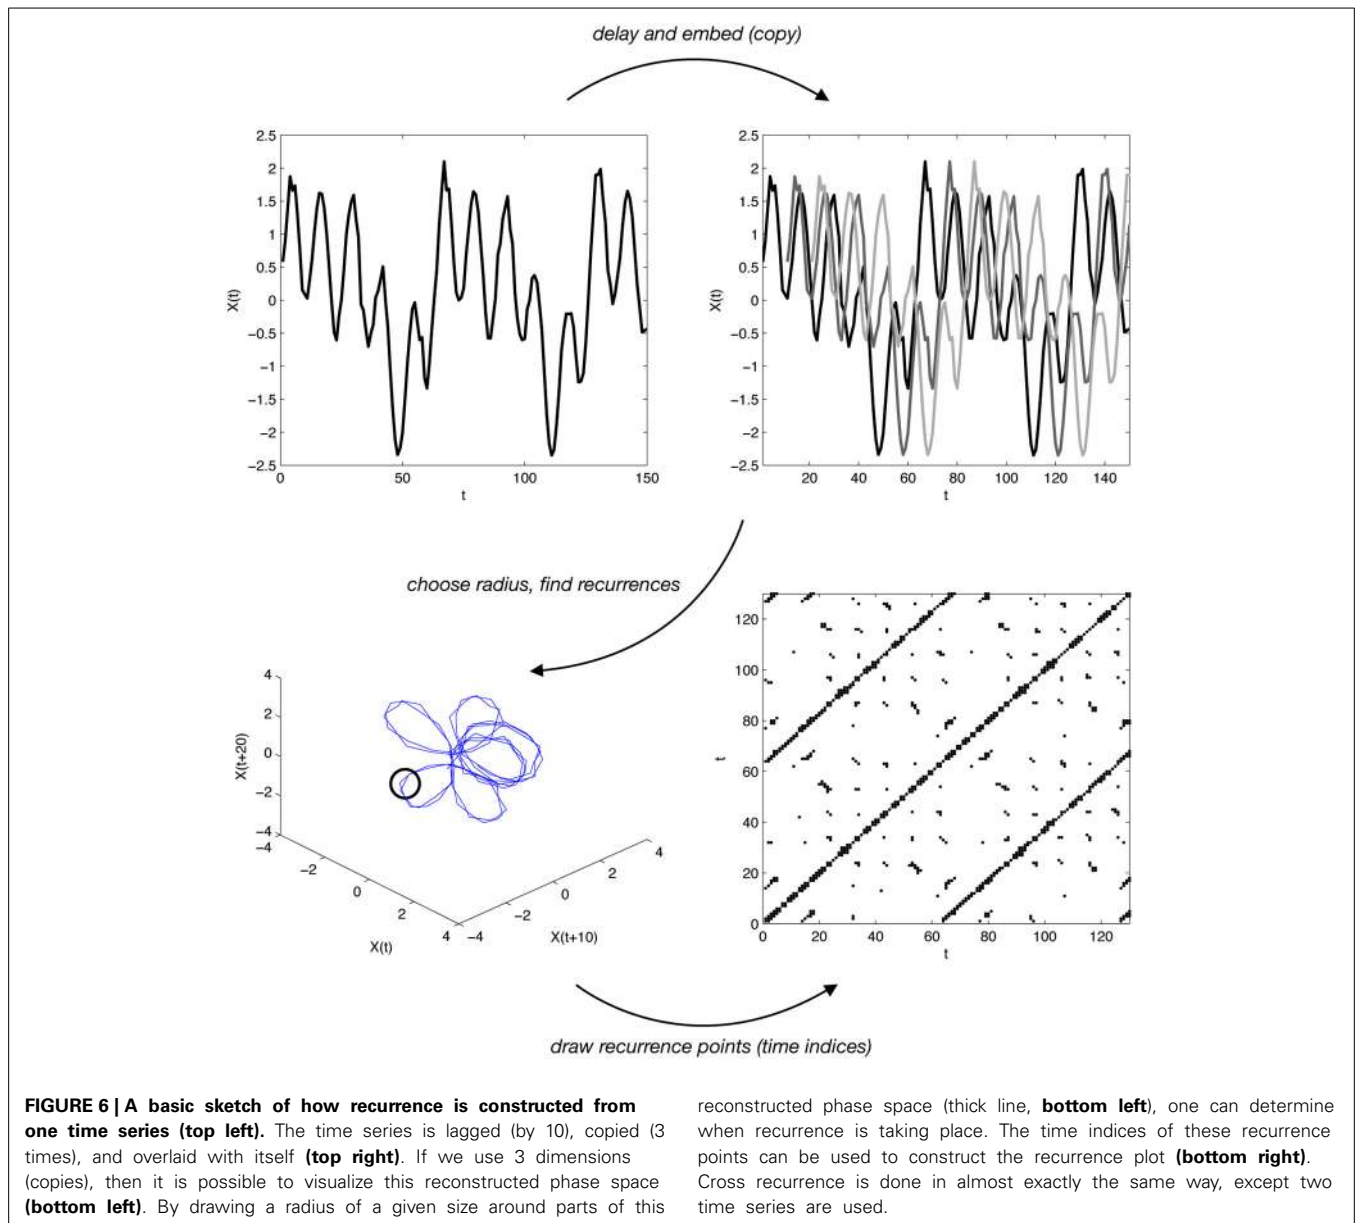 delay and embed (copy)
2.5
2
1.5
1
0.5
0
−0.5
−1
−1.5
−2
−2.5
X(t)
0 50 100 150
t
2.5
2
1.5
1
0.5
0
−0.5
−1
−1.5
−2
−2.5
X(t)
20 40 60 80 100 120 140
t
choose radius, find recurrences
4
2
0
−2
−4
X(t+20)
−4
−2
0
2
4
X(t)
−4
−2
0
2
4
X(t+10)
120
100
80
60
40
20
0
t
0 20 40 60 80 100 120
t
draw recurrence points (time indices)
FIGURE 6 | A basic sketch of how recurrence is constructed from
one time series (top left). The time series is lagged (by 10), copied (3
times), and overlaid with itself (top right). If we use 3 dimensions
(copies), then it is possible to visualize this reconstructed phase space
(bottom left). By drawing a radius of a given size around parts of this
reconstructed phase space (thick line, bottom left), one can determine
when recurrence is taking place. The time indices of these recurrence
points can be used to construct the recurrence plot (bottom right).
Cross recurrence is done in almost exactly the same way, except two
time series are used.